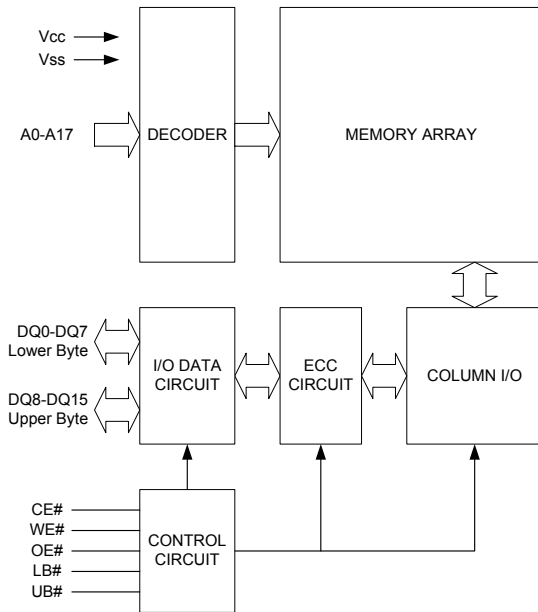 Vcc
Vss
A0-A17
DECODER
MEMORY ARRAY
DQ0-DQ7
Lower Byte
DQ8-DQ15
Upper Byte
I/O DATA
CIRCUIT
ECC
CIRCUIT
COLUMN I/O
CE#
WE#
OE#
LB#
UB#
CONTROL
CIRCUIT